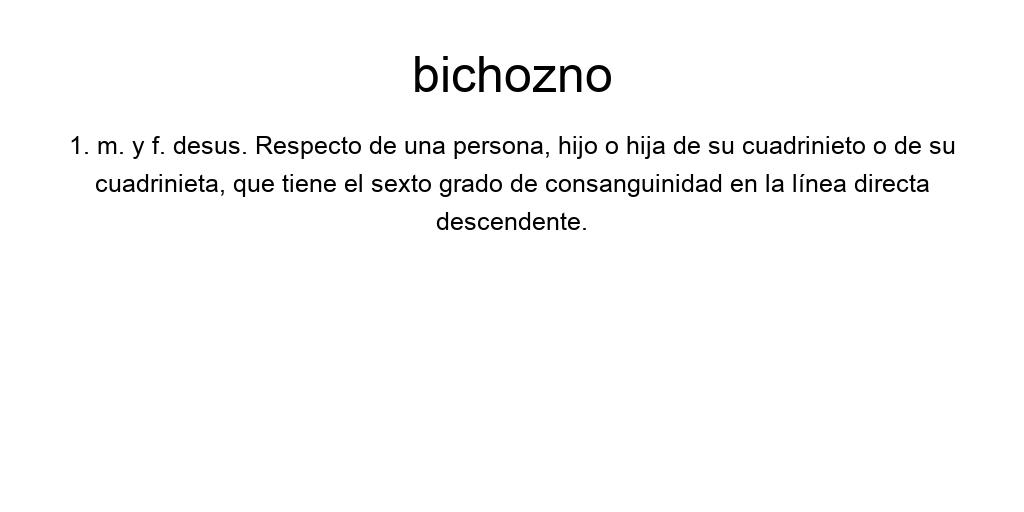 bichozno
1. m. y f. desus. Respecto de una persona, hijo o hija de su cuadrinieto o de su
cuadrinieta, que tiene el sexto grado de consanguinidad en la línea directa
descendente.